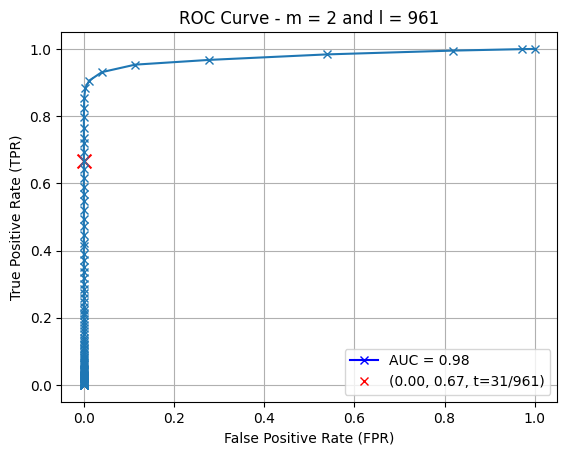 ROC Curve - m = 2 and l = 961
True Positive Rate (TPR)
1.0
0.8
0.6
0.4
0.2
0.0
AUC = 0.98
(0.00, 0.67, t=31/961)
0.0 0.2 0.4 0.6 0.8 1.0
False Positive Rate (FPR)